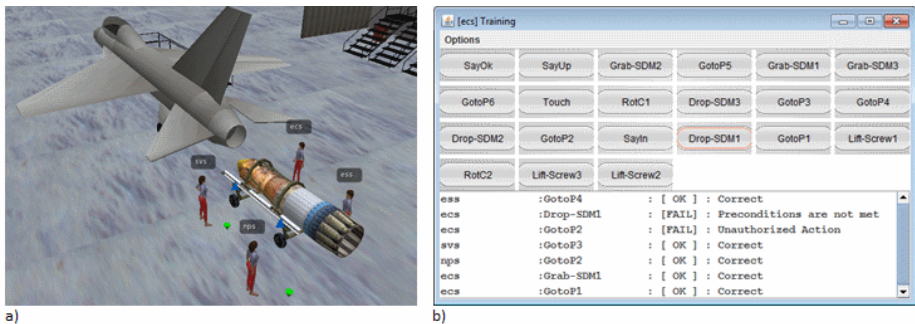 ecs
svs
ess
nps
a)
[ecs] Training
Options
SayOk SayUp Grab-SDM2 GotoP5 Grab-SDM1 Grab-SDM3
GotoP6 Touch RotC1 Drop-SDM3 GotoP3 GotoP4
Drop-SDM2 GotoP2 SayIn Drop-SDM1 GotoP1 Lift-Screw1
RotC2 Lift-Screw3 Lift-Screw2
ess :GotoP4 : [ OK ] : Correct
ecs :Drop-SDM1 : [FAIL] : Preconditions are not met
ecs :GotoP2 : [FAIL] : Unauthorized Action
svs :GotoP3 : [ OK ] : Correct
nps :GotoP2 : [ OK ] : Correct
ecs :Grab-SDM1 : [ OK ] : Correct
ecs :GotoP1 : [ OK ] : Correct
b)